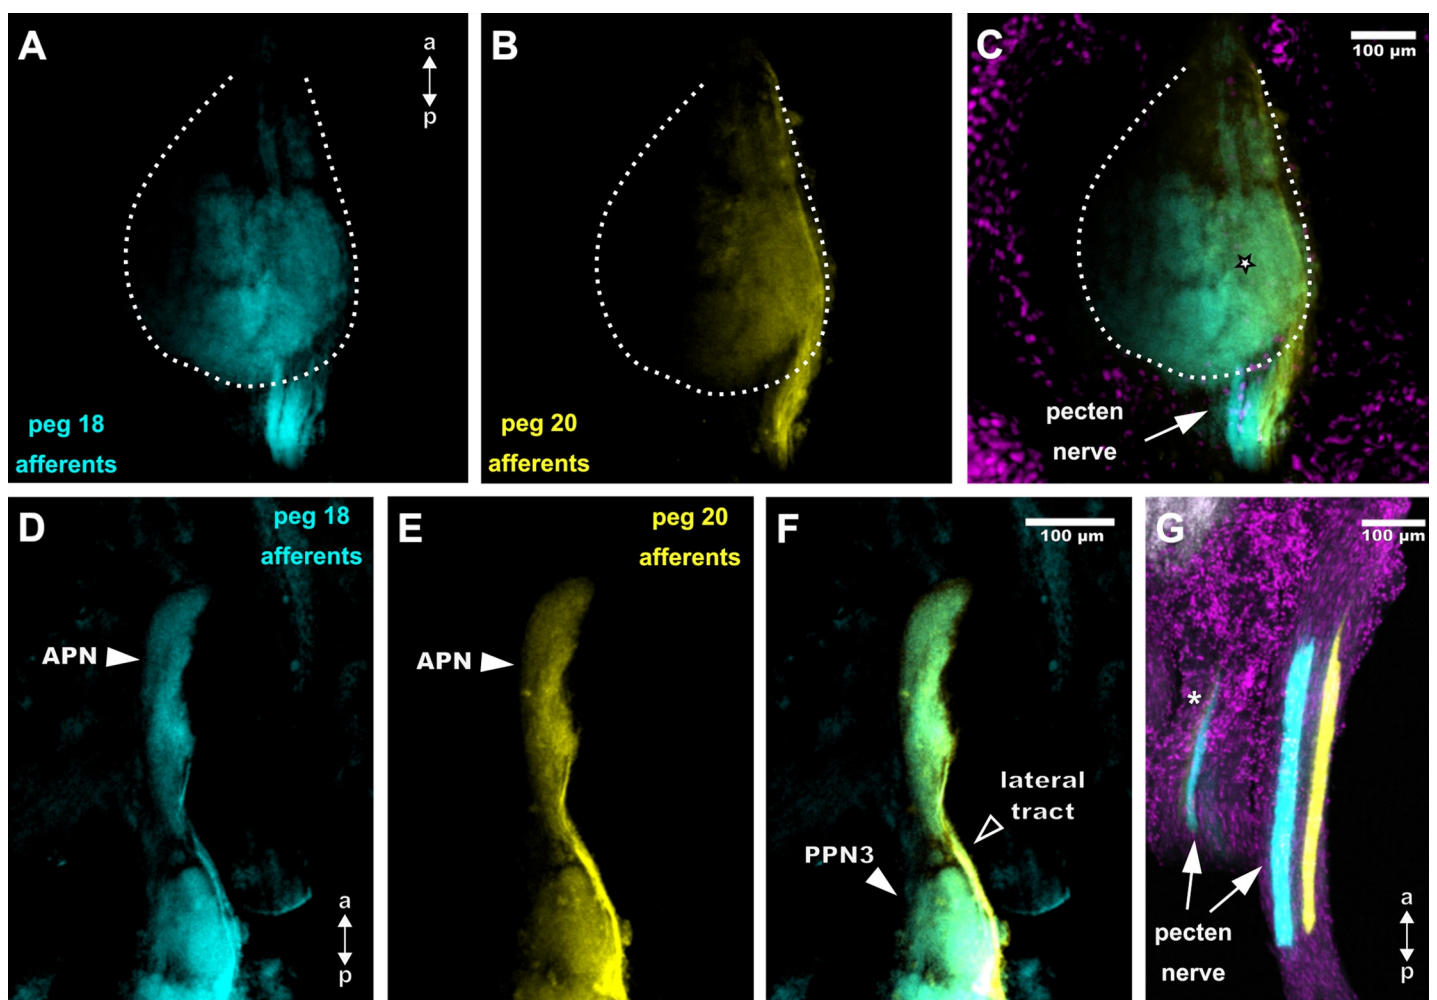 A
a
p
peg 18
afferents
B
peg 20
afferents
C
100 µm
pecten
nerve
D
peg 18
afferents
APN
a
p
E
peg 20
afferents
APN
F
100 µm
lateral
tract
PPN3
G
100 µm
*
pecten
nerve
a
p